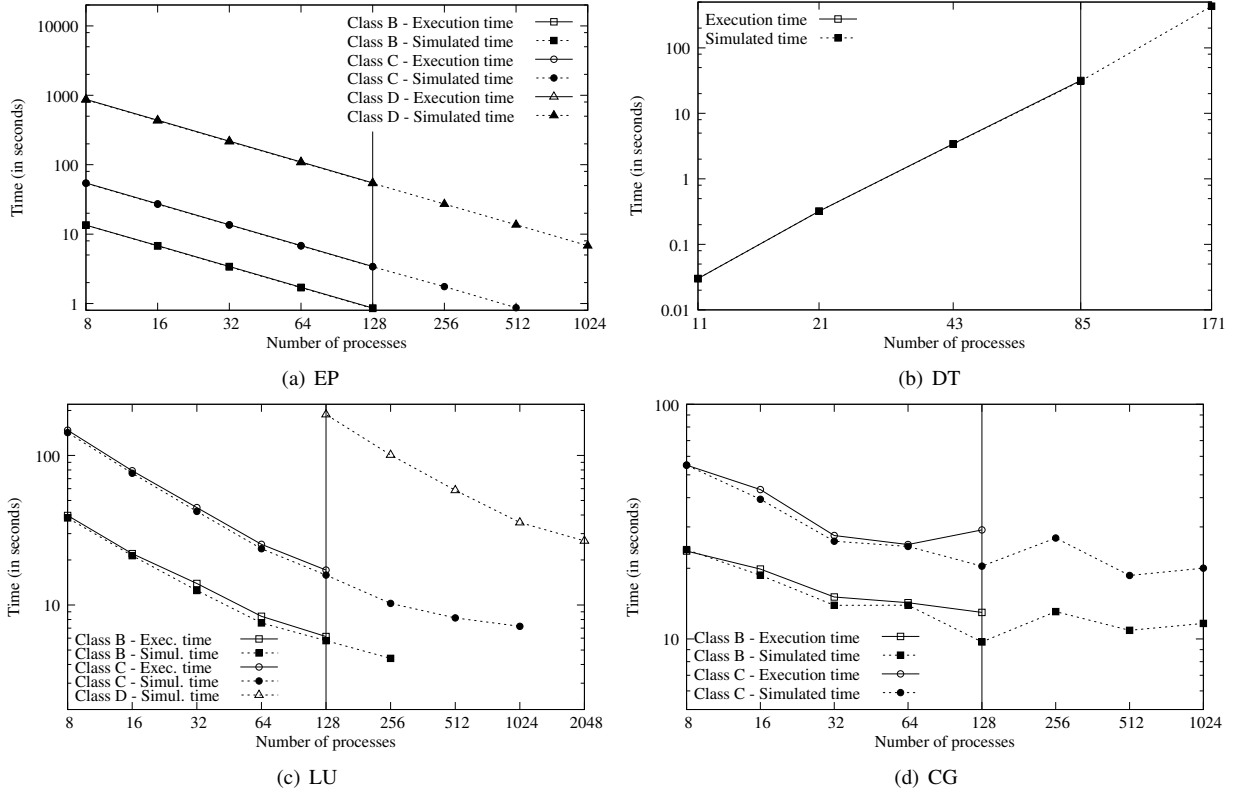 10000
1000
100
10
1
Time (in seconds)
Class B - Execution time
Class B - Simulated time
Class C - Execution time
Class C - Simulated time
Class D - Execution time
Class D - Simulated time
8 16 32 64 128 256 512 1024
Number of processes
(a) EP
100
10
1
0.1
0.01
Time (in seconds)
Execution time
Simulated time
11 21 43 85 171
Number of processes
(b) DT
100
10
Time (in seconds)
Class B - Exec. time
Class B - Simul. time
Class C - Exec. time
Class C - Simul. time
Class D - Simul. time
8 16 32 64 128 256 512 1024 2048
Number of processes
(c) LU
100
10
Time (in seconds)
Class B - Execution time
Class B - Simulated time
Class C - Execution time
Class C - Simulated time
8 16 32 64 128 256 512 1024
Number of processes
(d) CG